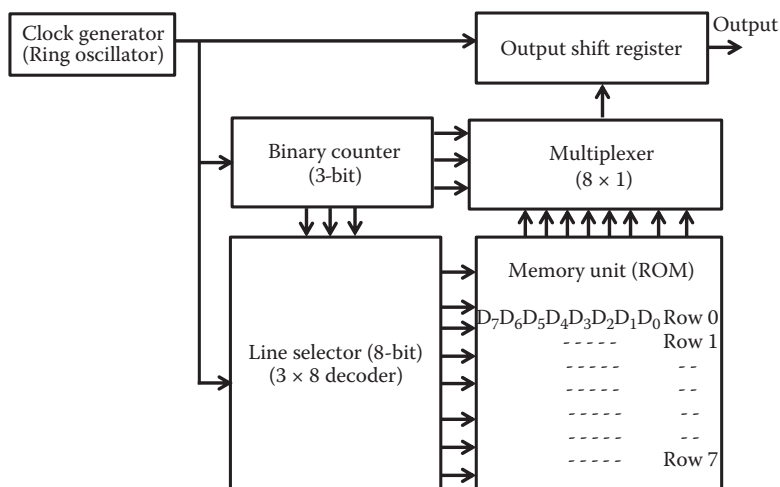 Clock generator
(Ring oscillator)
Output shift register
Output
Binary counter
(3-bit)
Multiplexer
(8 × 1)
Line selector (8-bit)
(3 × 8 decoder)
Memory unit (ROM)
D₇D₆D₅D₄D₃D₂D₁D₀ Row 0
- - - - - Row 1
- - - - - - -
- - - - - - -
- - - - - - -
- - - - - - -
- - - - - Row 7